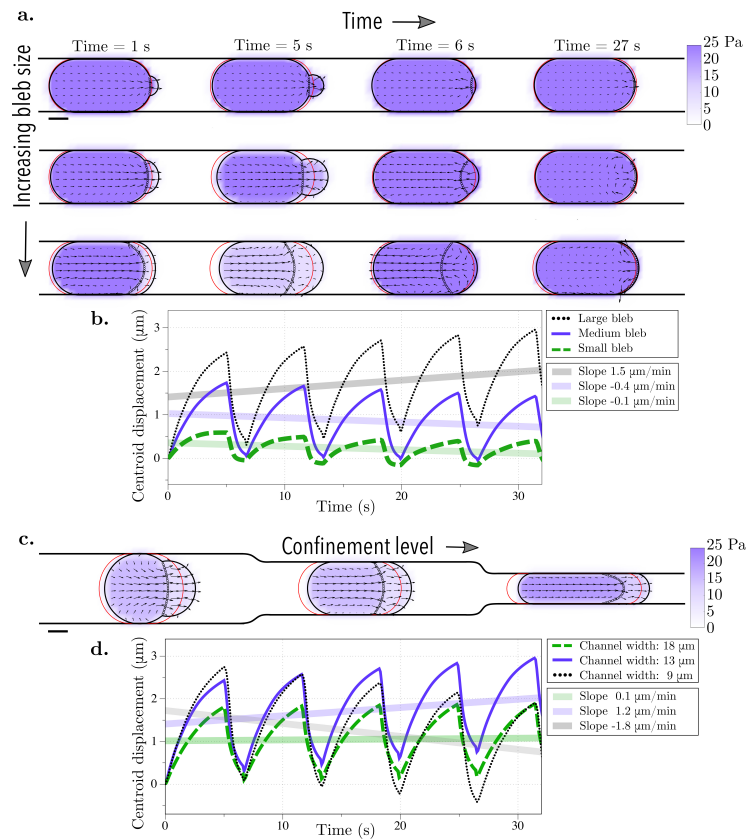 a.
Time
Time = 1 s
Time = 5 s
Time = 6 s
Time = 27 s
Increasing bleb size
25 Pa
20
15
10
5
0
b.
Centroid displacement (μm)
3
2
1
0
0
10
20
30
Time (s)
Large bleb
Medium bleb
Small bleb
Slope 1.5 μm/min
Slope -0.4 μm/min
Slope -0.1 μm/min
c.
Confinement level
25 Pa
20
15
10
5
0
d.
Centroid displacement (μm)
3
2
1
0
0
10
20
30
Time (s)
Channel width: 18 μm
Channel width: 13 μm
Channel width: 9 μm
Slope 0.1 μm/min
Slope 1.2 μm/min
Slope -1.8 μm/min